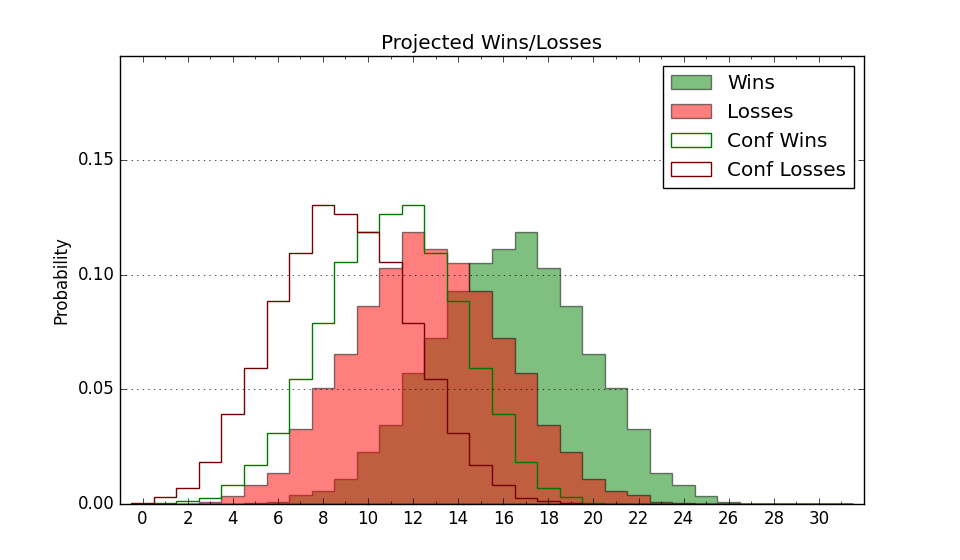 Projected Wins/Losses
Wins
Losses
Conf Wins
Conf Losses
Probability
0.15
0.10
0.05
0.00
0 2 4 6 8 10 12 14 16 18 20 22 24 26 28 30